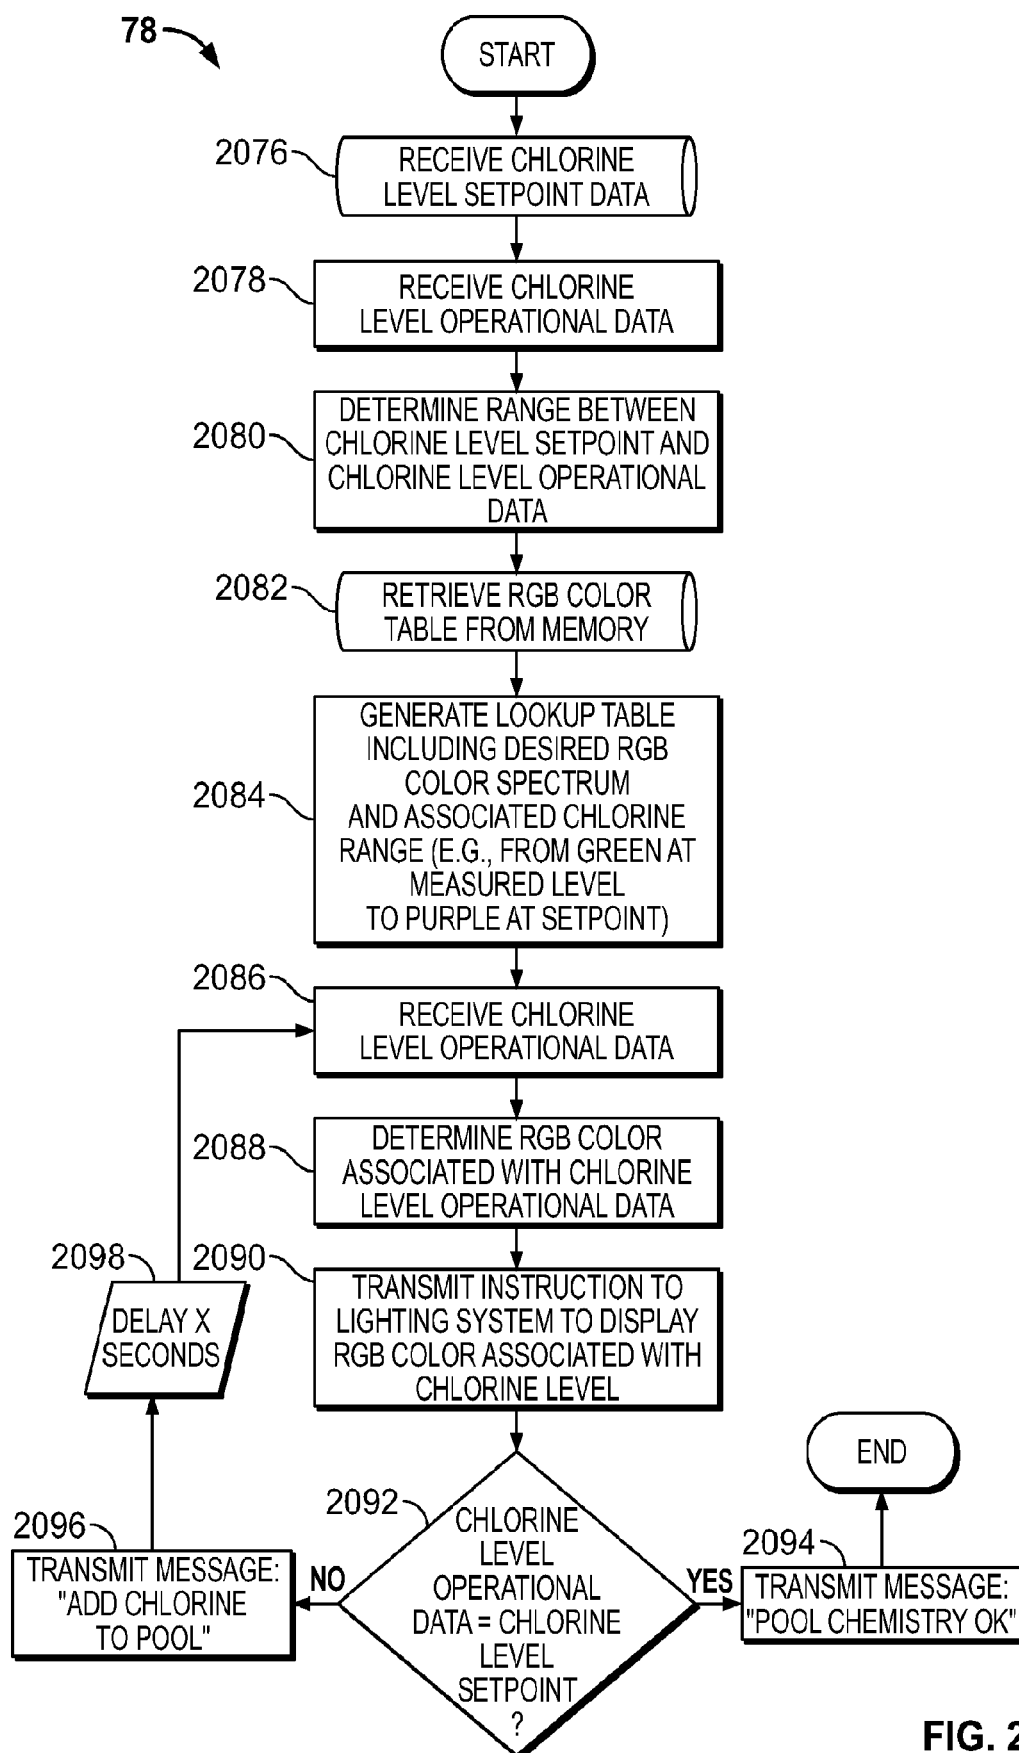 78
START
2076
RECEIVE CHLORINE
LEVEL SETPOINT DATA
2078
RECEIVE CHLORINE
LEVEL OPERATIONAL DATA
2080
DETERMINE RANGE BETWEEN
CHLORINE LEVEL SETPOINT AND
CHLORINE LEVEL OPERATIONAL
DATA
2082
RETRIEVE RGB COLOR
TABLE FROM MEMORY
2084
GENERATE LOOKUP TABLE
INCLUDING DESIRED RGB
COLOR SPECTRUM
AND ASSOCIATED CHLORINE
RANGE (E.G., FROM GREEN AT
MEASURED LEVEL
TO PURPLE AT SETPOINT)
2086
RECEIVE CHLORINE
LEVEL OPERATIONAL DATA
2088
DETERMINE RGB COLOR
ASSOCIATED WITH CHLORINE
LEVEL OPERATIONAL DATA
2090
TRANSMIT INSTRUCTION TO
LIGHTING SYSTEM TO DISPLAY
RGB COLOR ASSOCIATED WITH
CHLORINE LEVEL
2098
DELAY X
SECONDS
2092
CHLORINE
LEVEL
OPERATIONAL
DATA = CHLORINE
LEVEL
SETPOINT
?
NO
2096
TRANSMIT MESSAGE:
"ADD CHLORINE
TO POOL"
YES
2094
TRANSMIT MESSAGE:
"POOL CHEMISTRY OK"
END
FIG. 2